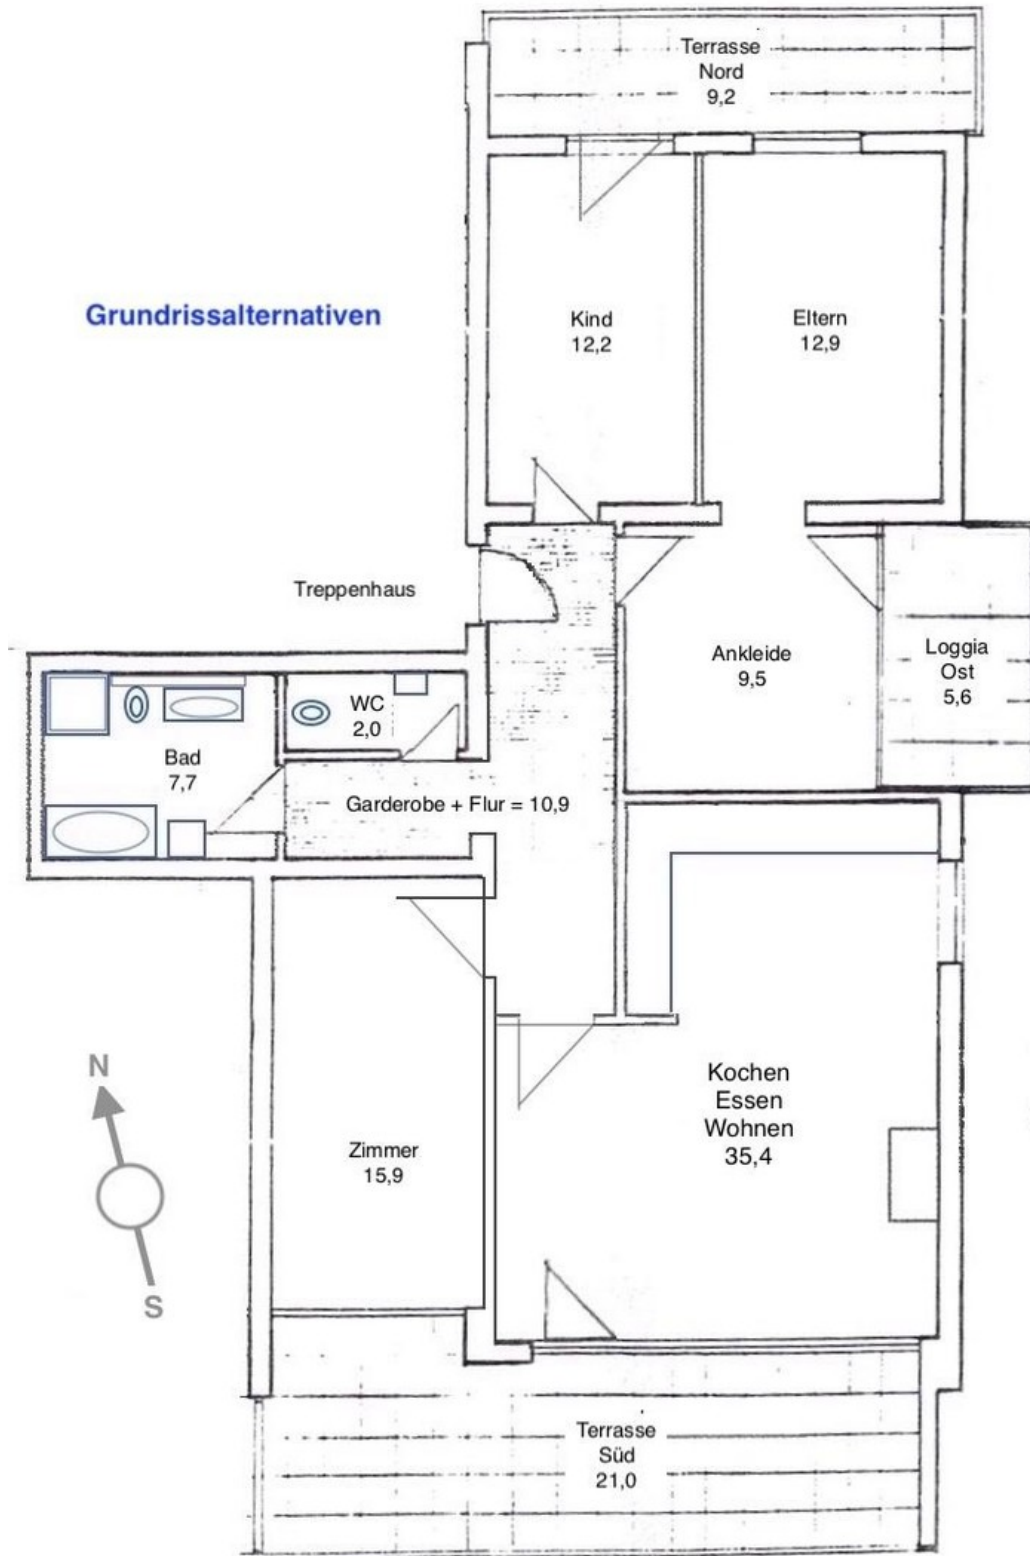 Terrasse
Nord
9,2
Grundrissalternativen
Kind
12,2
Eltern
12,9
Treppenhaus
Ankleide
9,5
Loggia
Ost
5,6
WC
2,0
Bad
7,7
Garderobe + Flur = 10,9
N
S
Kochen
Essen
Wohnen
35,4
Zimmer
15,9
Terrasse
Süd
21,0